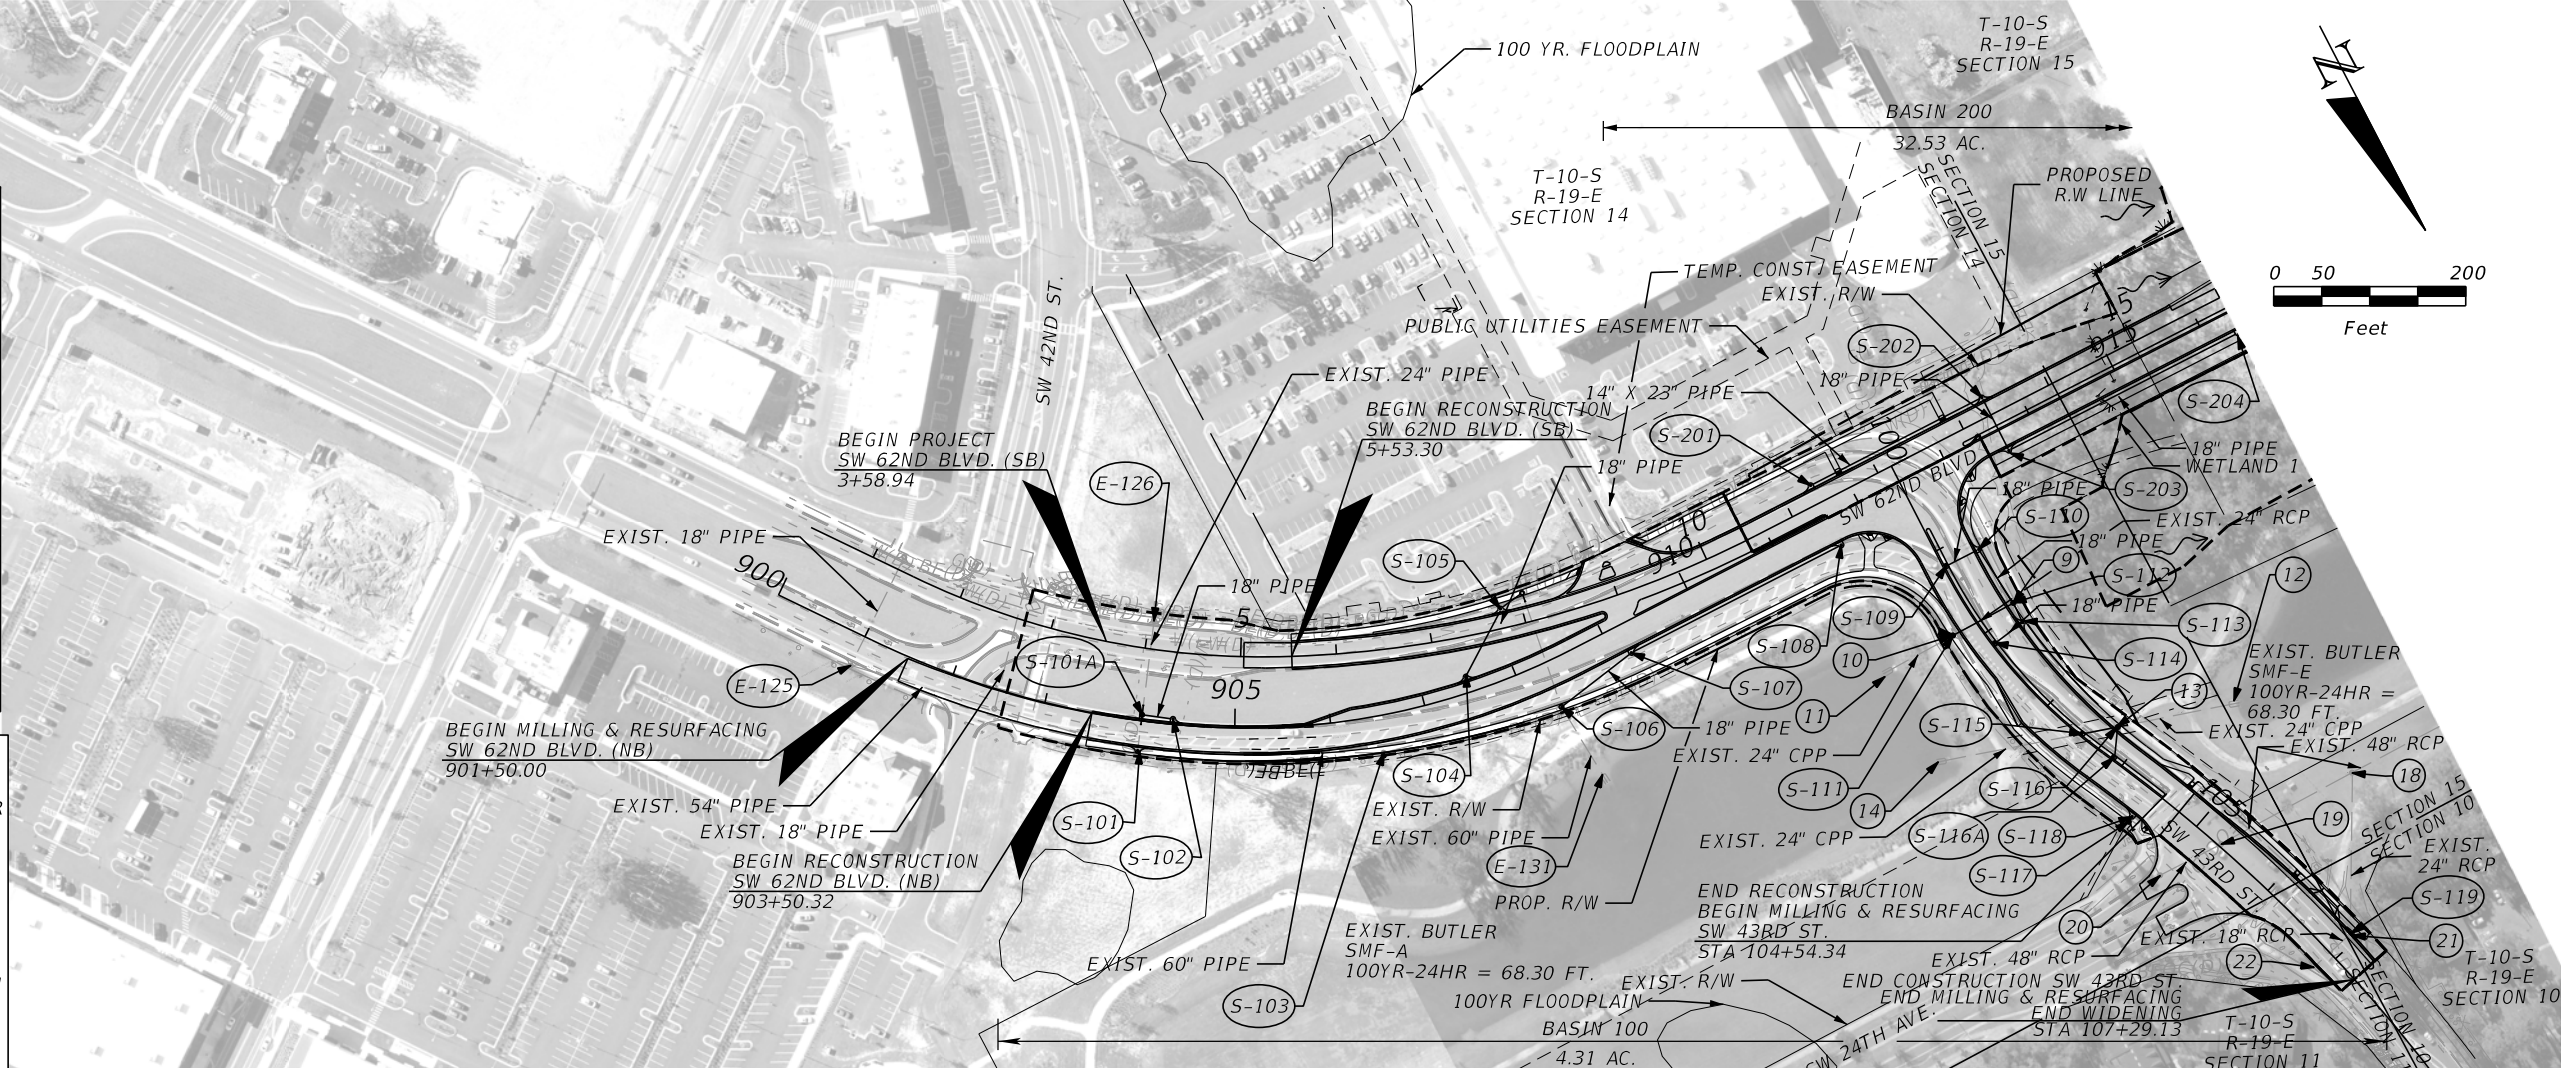 T-10-S
R-19-E
SECTION 15
100 YR. FLOODPLAIN
BASIN 200
32.53 AC.
T-10-S
R-19-E
SECTION 14
SECTION 15
SECTION 14
PROPOSED
R.W LINE
N
0 50 200
Feet
TEMP. CONST. EASEMENT
EXIST. R/W
PUBLIC UTILITIES EASEMENT
SW 42ND ST.
S-202
15
915
EXIST. 24" PIPE
14" X 23" PIPE
18" PIPE
S-204
BEGIN RECONSTRUCTION
SW 62ND BLVD. (SB)
5+53.30
S-201
BEGIN PROJECT
SW 62ND BLVD. (SB)
3+58.94
E-126
18" PIPE
18" PIPE
WETLAND 1
SW 62ND BLVD
18" PIPE
S-203
S-110
EXIST. 24" RCP
EXIST. 18" PIPE
10
910
18" PIPE
900
S-105
9
S-112
12
18" PIPE
5
18" PIPE
S-109
S-113
S-101A
S-108
10
S-114
EXIST. BUTLER
SMF-E
100YR-24HR =
68.30 FT.
E-125
905
S-107
13
11
BEGIN MILLING & RESURFACING
SW 62ND BLVD. (NB)
901+50.00
S-106
18" PIPE
S-115
EXIST. 24" CPP
EXIST. 24" CPP
EXIST. 48" RCP
S-104
18
S-111
S-116
105
SECTION 15
SECTION 10
EXIST. 54" PIPE
EXIST. R/W
14
19
EXIST. 18" PIPE
S-101
EXIST. 60" PIPE
EXIST. 24" CPP
S-116A
S-118
SW 43RD ST.
EXIST.
24" RCP
S-102
E-131
S-117
BEGIN RECONSTRUCTION
SW 62ND BLVD. (NB)
903+50.32
PROP. R/W
END RECONSTRUCTION
BEGIN MILLING & RESURFACING
SW 43RD ST.
STA 104+54.34
S-119
20
EXIST. 18" RCP
21
EXIST. BUTLER
SMF-A
100YR-24HR = 68.30 FT.
EXIST. 60" PIPE
EXIST. 48" RCP
22
T-10-S
R-19-E
SECTION 10
EXIST. R/W
END CONSTRUCTION SW 43RD ST.
END MILLING & RESURFACING
END WIDENING
STA 107+29.13
S-103
100YR FLOODPLAIN
BASIN 100
4.31 AC.
SW 24TH AVE.
SECTION 10
SECTION 11
T-10-S
R-19-E
SECTION 11